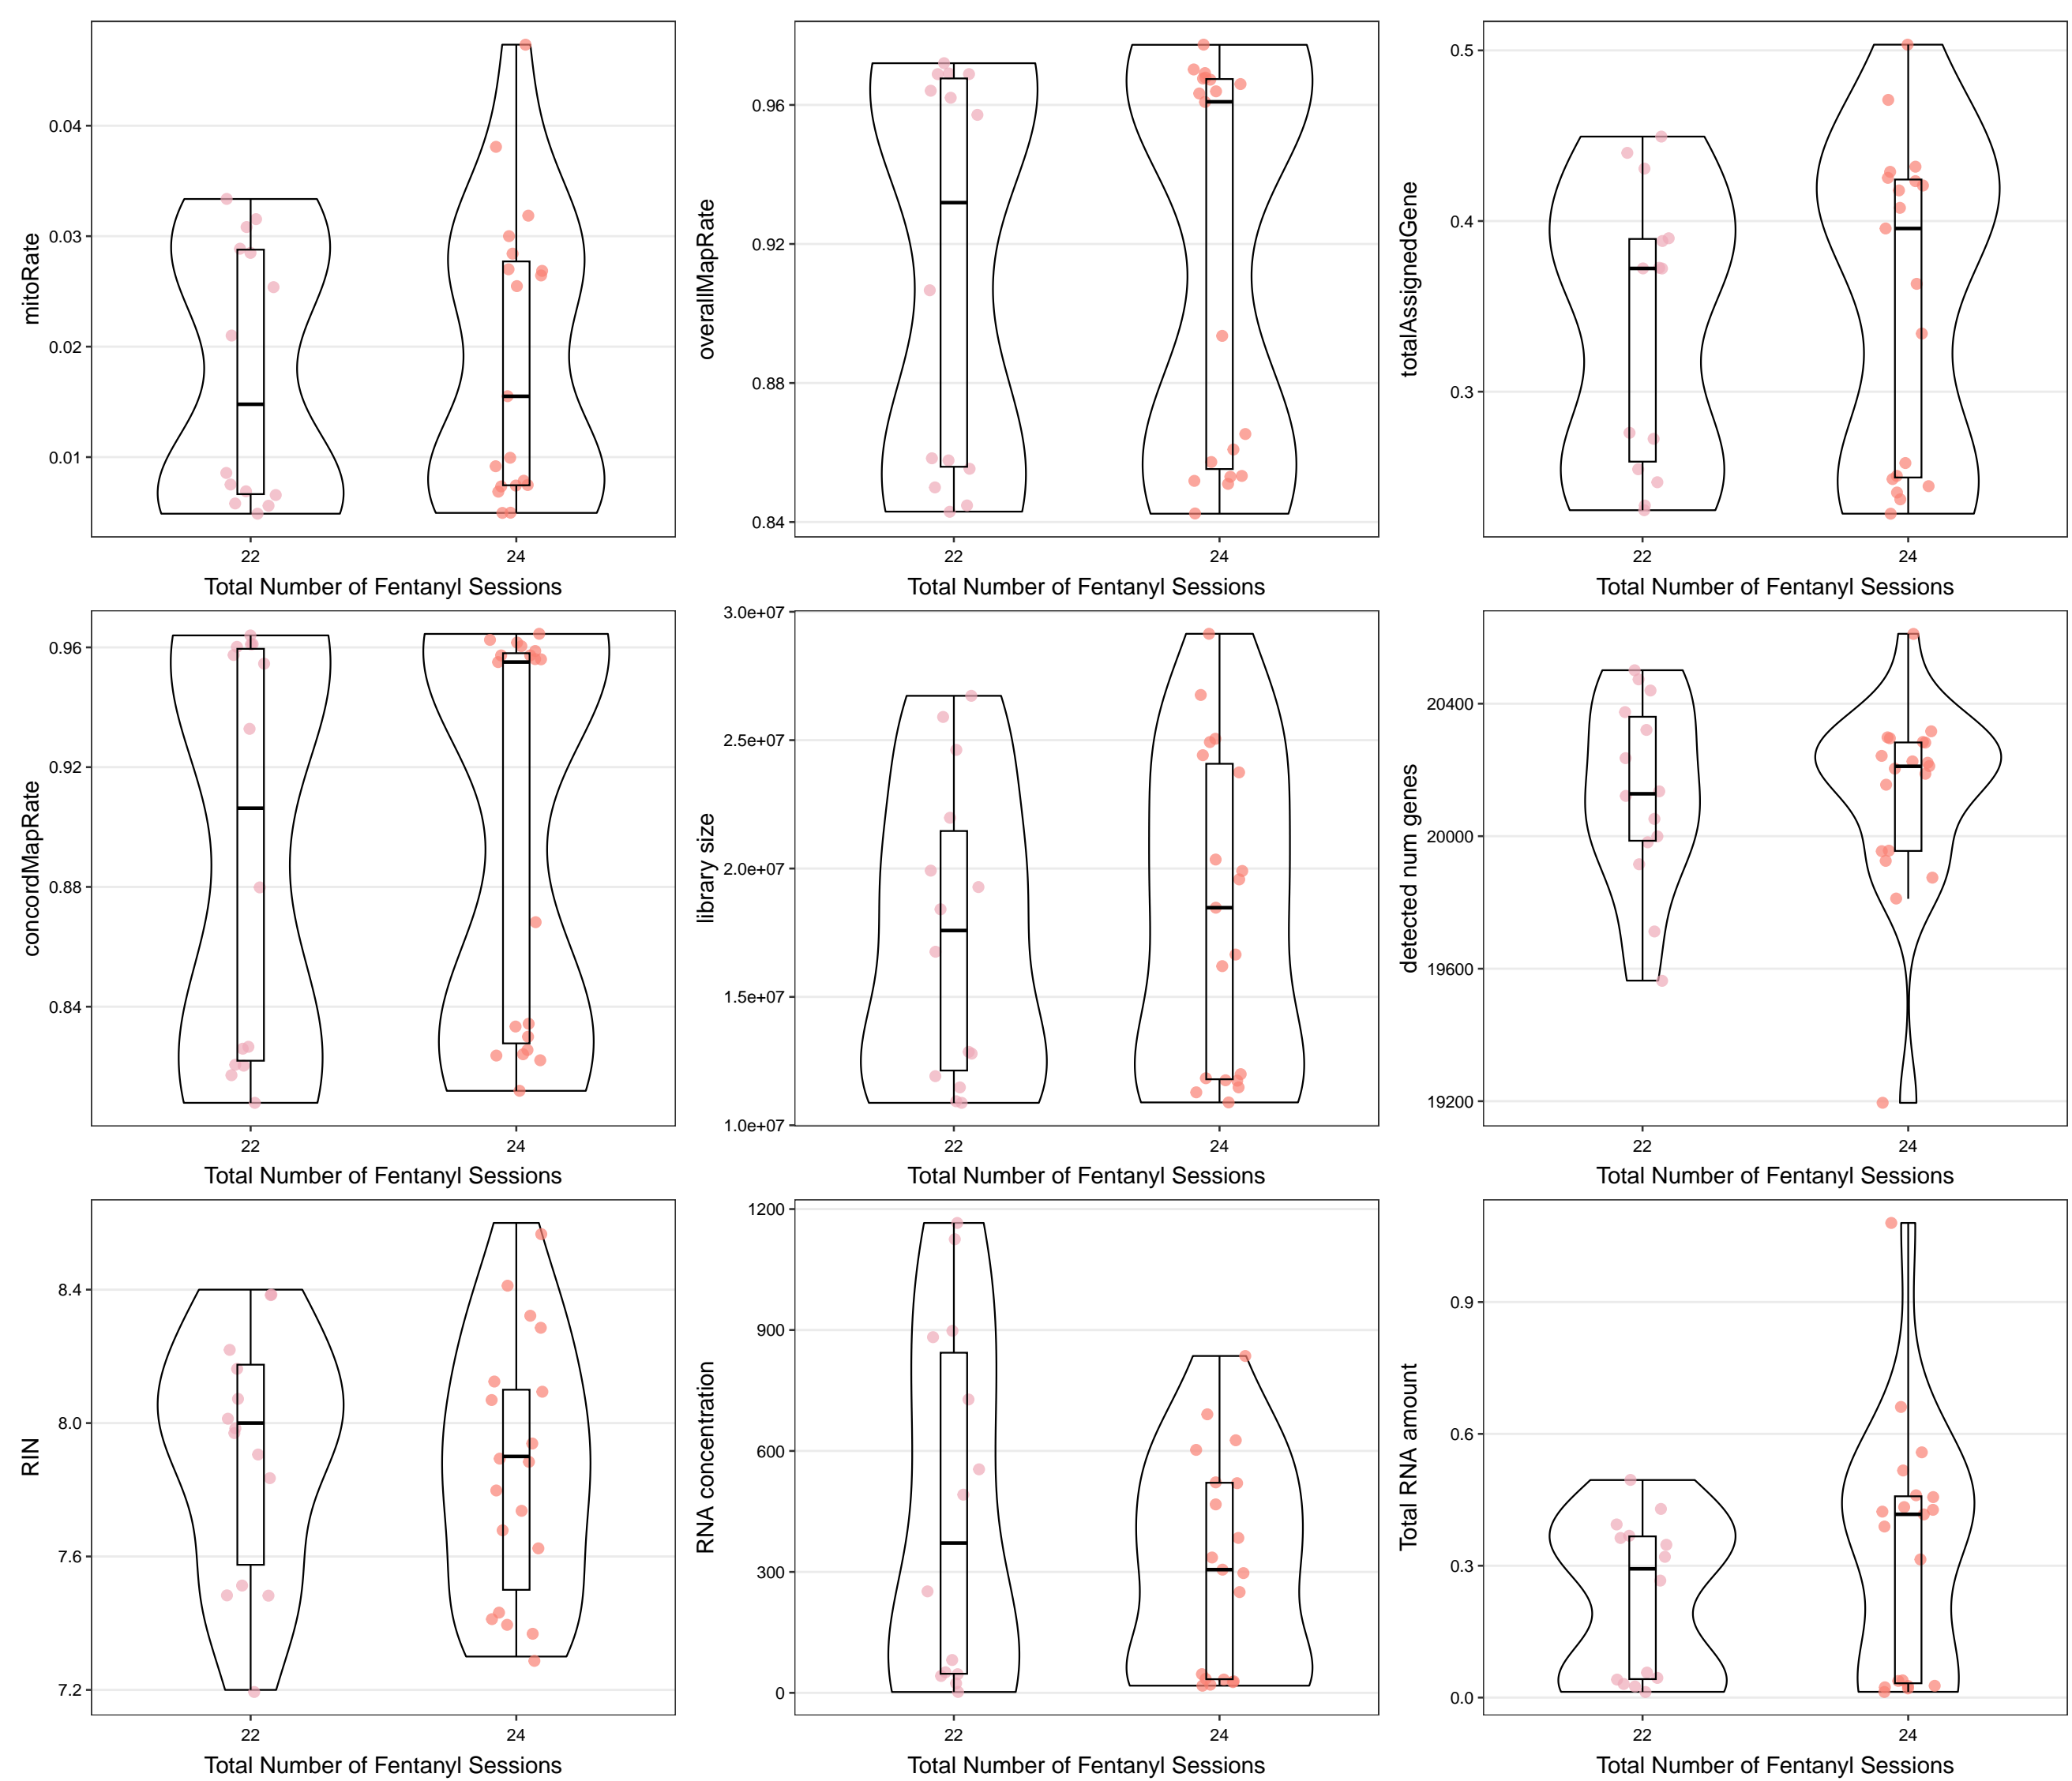 mitoRate
0.04
0.03
0.02
0.01
22
24
Total Number of Fentanyl Sessions
overallMapRate
0.96
0.92
0.88
0.84
22
24
Total Number of Fentanyl Sessions
totalAssignedGene
0.5
0.4
0.3
22
24
Total Number of Fentanyl Sessions
concordMapRate
0.96
0.92
0.88
0.84
22
24
Total Number of Fentanyl Sessions
library size
3.0e+07
2.5e+07
2.0e+07
1.5e+07
1.0e+07
22
24
Total Number of Fentanyl Sessions
detected num genes
20400
20000
19600
19200
22
24
Total Number of Fentanyl Sessions
RIN
8.4
8.0
7.6
7.2
22
24
Total Number of Fentanyl Sessions
RNA concentration
1200
900
600
300
0
22
24
Total Number of Fentanyl Sessions
Total RNA amount
0.9
0.6
0.3
0.0
22
24
Total Number of Fentanyl Sessions